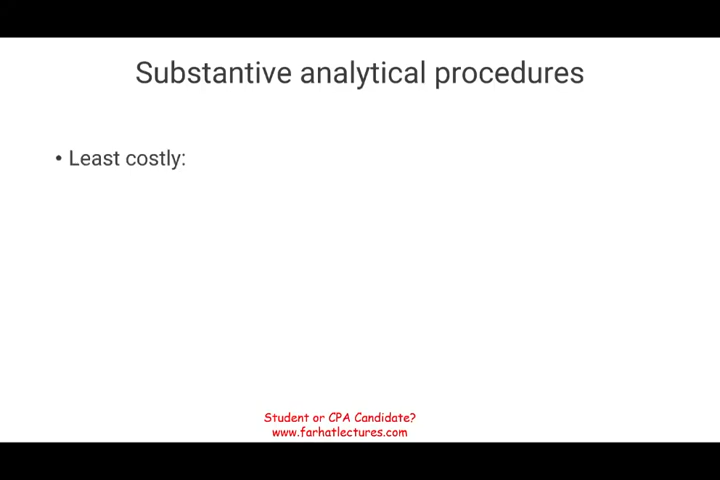 Substantive analytical procedures
• Least costly:
Student or CPA Candidate?
www.farhatlectures.com